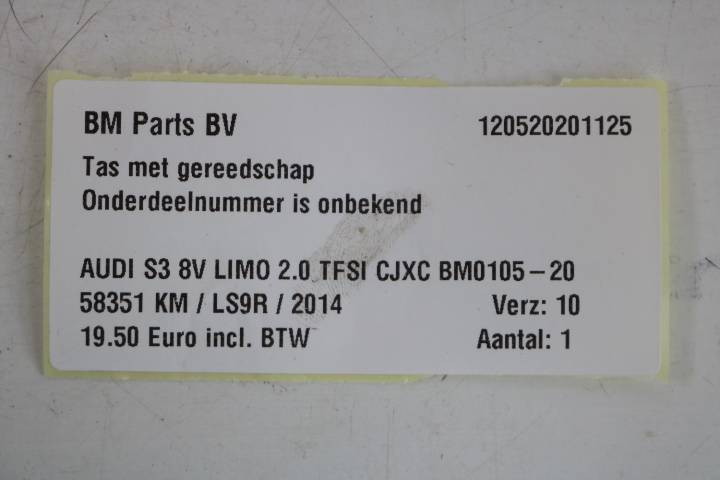 BM Parts BV 120520201125
Tas met gereedschap
Onderdeelnummer is onbekend
AUDI S3 8V LIMO 2.0 TFSI CJXC BM0105-20
58351 KM / LS9R / 2014 Verz: 10
19.50 Euro incl. BTW Aantal: 1